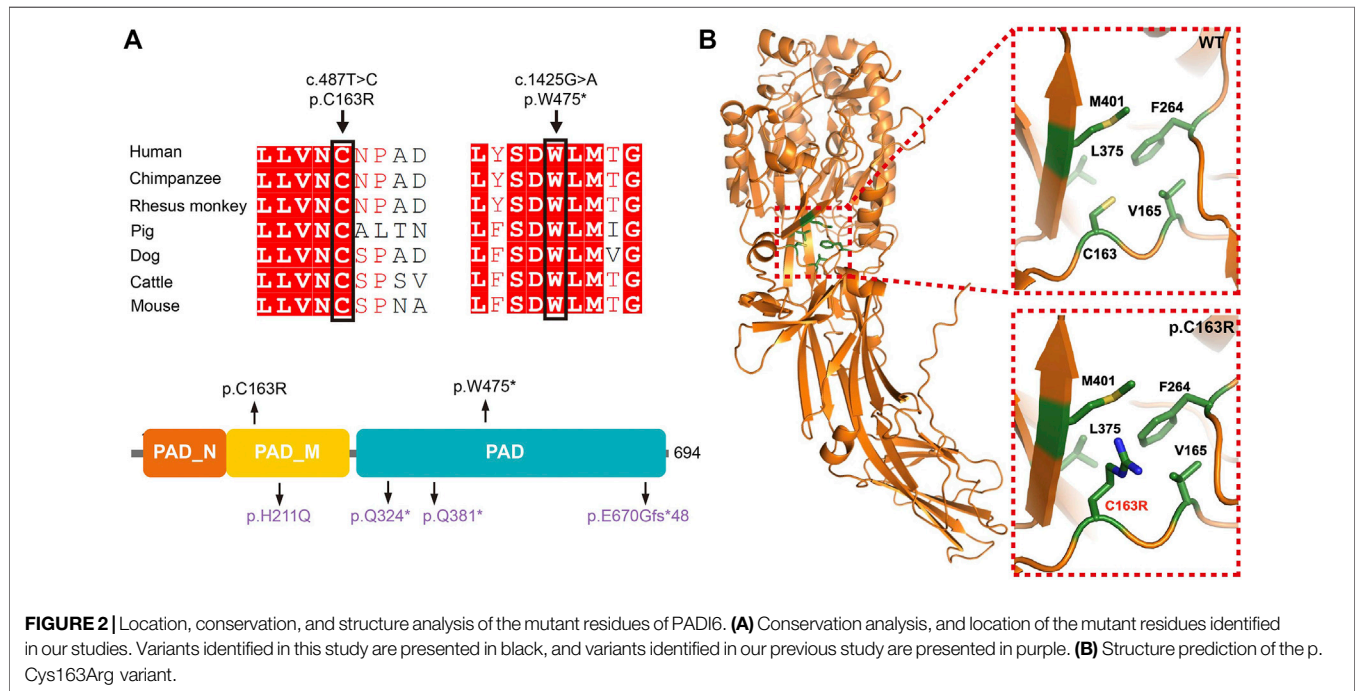 A
c.487T>C
p.C163R
c.1425G>A
p.W475*
Human LLVNCNPAD LYSDWLMTG
Chimpanzee LLVNCNPAD LYSDWLMTG
Rhesus monkey LLVNCNPAD LYSDWLMTG
Pig LLVNCALTN LFSDWLMIG
Dog LLVNCSPAD LFSDWLMVG
Cattle LLVNCSPSV LFSDWLMTG
Mouse LLVNCSPNA LFSDWLMTG
p.C163R p.W475*
PAD_N PAD_M PAD 694
p.H211Q p.Q324* p.Q381* p.E670Gfs*48
B
WT
M401 F264
L375
V165
C163
p.C163R
M401 F264
L375
V165
C163R
FIGURE 2 | Location, conservation, and structure analysis of the mutant residues of PADI6. (A) Conservation analysis, and location of the mutant residues identified
in our studies. Variants identified in this study are presented in black, and variants identified in our previous study are presented in purple. (B) Structure prediction of the p.
Cys163Arg variant.